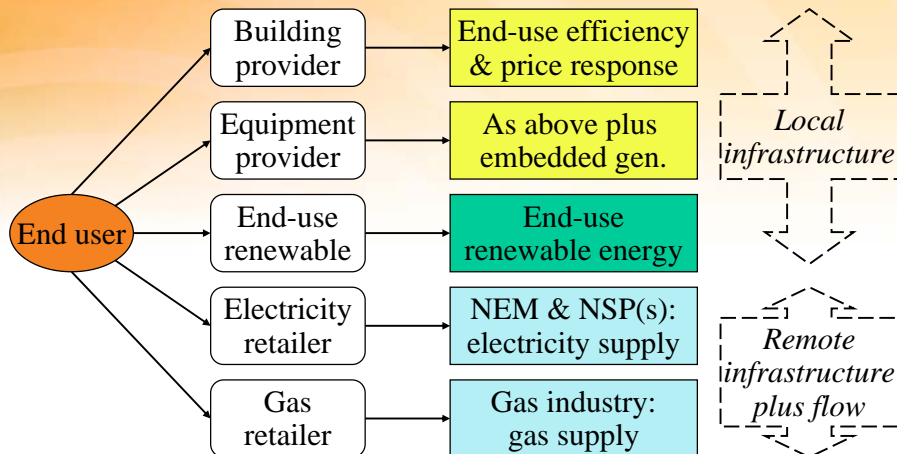 Building
provider
End-use efficiency
& price response
Equipment
provider
As above plus
embedded gen.
Local
infrastructure
End user
End-use
renewable
End-use
renewable energy
Electricity
retailer
NEM & NSP(s):
electricity supply
Remote
infrastructure
plus flow
Gas
retailer
Gas industry:
gas supply